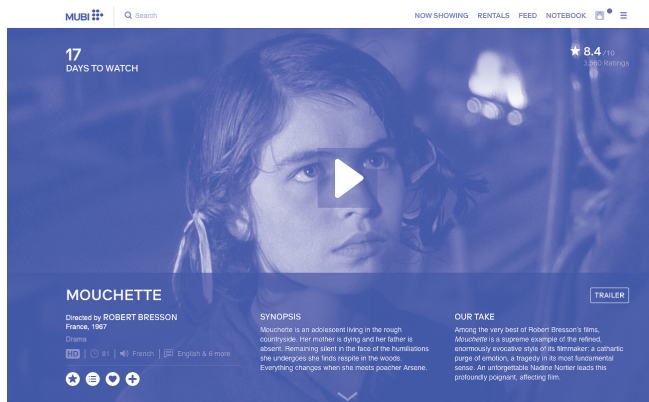 MUBI
Search
NOW SHOWING
RENTALS
FEED
NOTEBOOK
17
DAYS TO WATCH
8.4 /10
3,560 Ratings
MOUCHETTE
TRAILER
Directed by ROBERT BRESSON
France, 1967
Drama
HD 81 French English & 6 more
SYNOPSIS
Mouchette is an adolescent living in the rough
countryside. Her mother is dying and her father is
absent. Remaining silent in the face of the humiliations
she undergoes she finds respite in the woods.
Everything changes when she meets poacher Arsene.
OUR TAKE
Among the very best of Robert Bresson's films,
Mouchette is a supreme example of the refined,
enormously evocative style of its filmmaker: a cathartic
purge of emotion, a tragedy in its most fundamental
sense. An unforgettable Nadine Nortier leads this
profoundly poignant, affecting film.